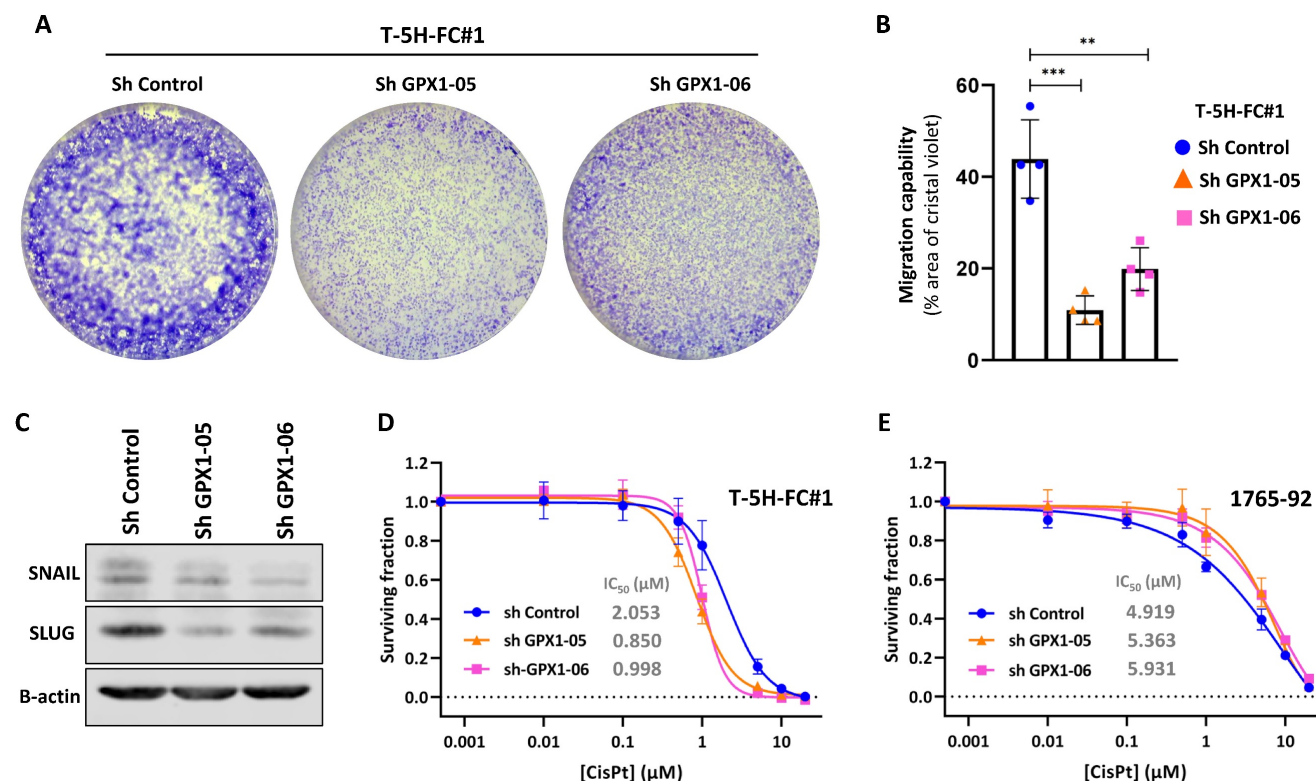 A
T-5H-FC#1
Sh Control
Sh GPX1-05
Sh GPX1-06
B
**
***
60
40
20
0
Migration capability
(% area of cristal violet)
T-5H-FC#1
Sh Control
Sh GPX1-05
Sh GPX1-06
C
Sh Control
Sh GPX1-05
Sh GPX1-06
SNAIL
SLUG
B-actin
D
T-5H-FC#1
1.2
1.0
0.8
0.6
0.4
0.2
0.0
Surviving fraction
IC50 (µM)
sh Control 2.053
sh GPX1-05 0.850
sh-GPX1-06 0.998
0.001 0.01 0.1 1 10
[CisPt] (µM)
E
1765-92
1.2
1.0
0.8
0.6
0.4
0.2
0.0
Surviving fraction
IC50 (µM)
sh Control 4.919
sh GPX1-05 5.363
sh GPX1-06 5.931
0.001 0.01 0.1 1 10
[CisPt] (µM)